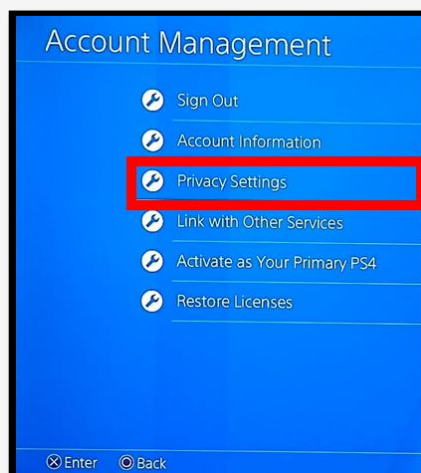 Account Management
Sign Out
Account Information
Privacy Settings
Link with Other Services
Activate as Your Primary PS4
Restore Licenses
Enter Back